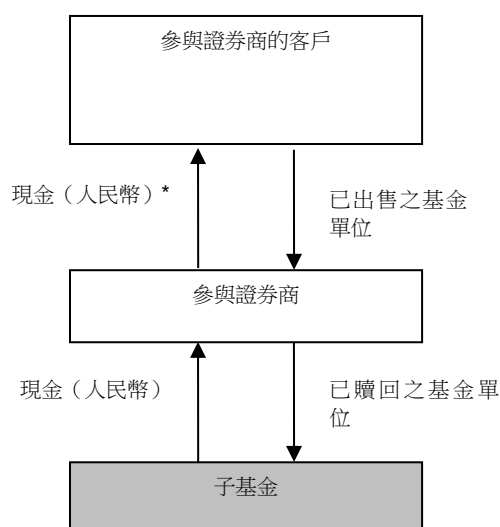 參與證券商的客戶
現金（人民幣）*
已出售之基金
單位
參與證券商
現金（人民幣）
已贖回之基金單
位
子基金